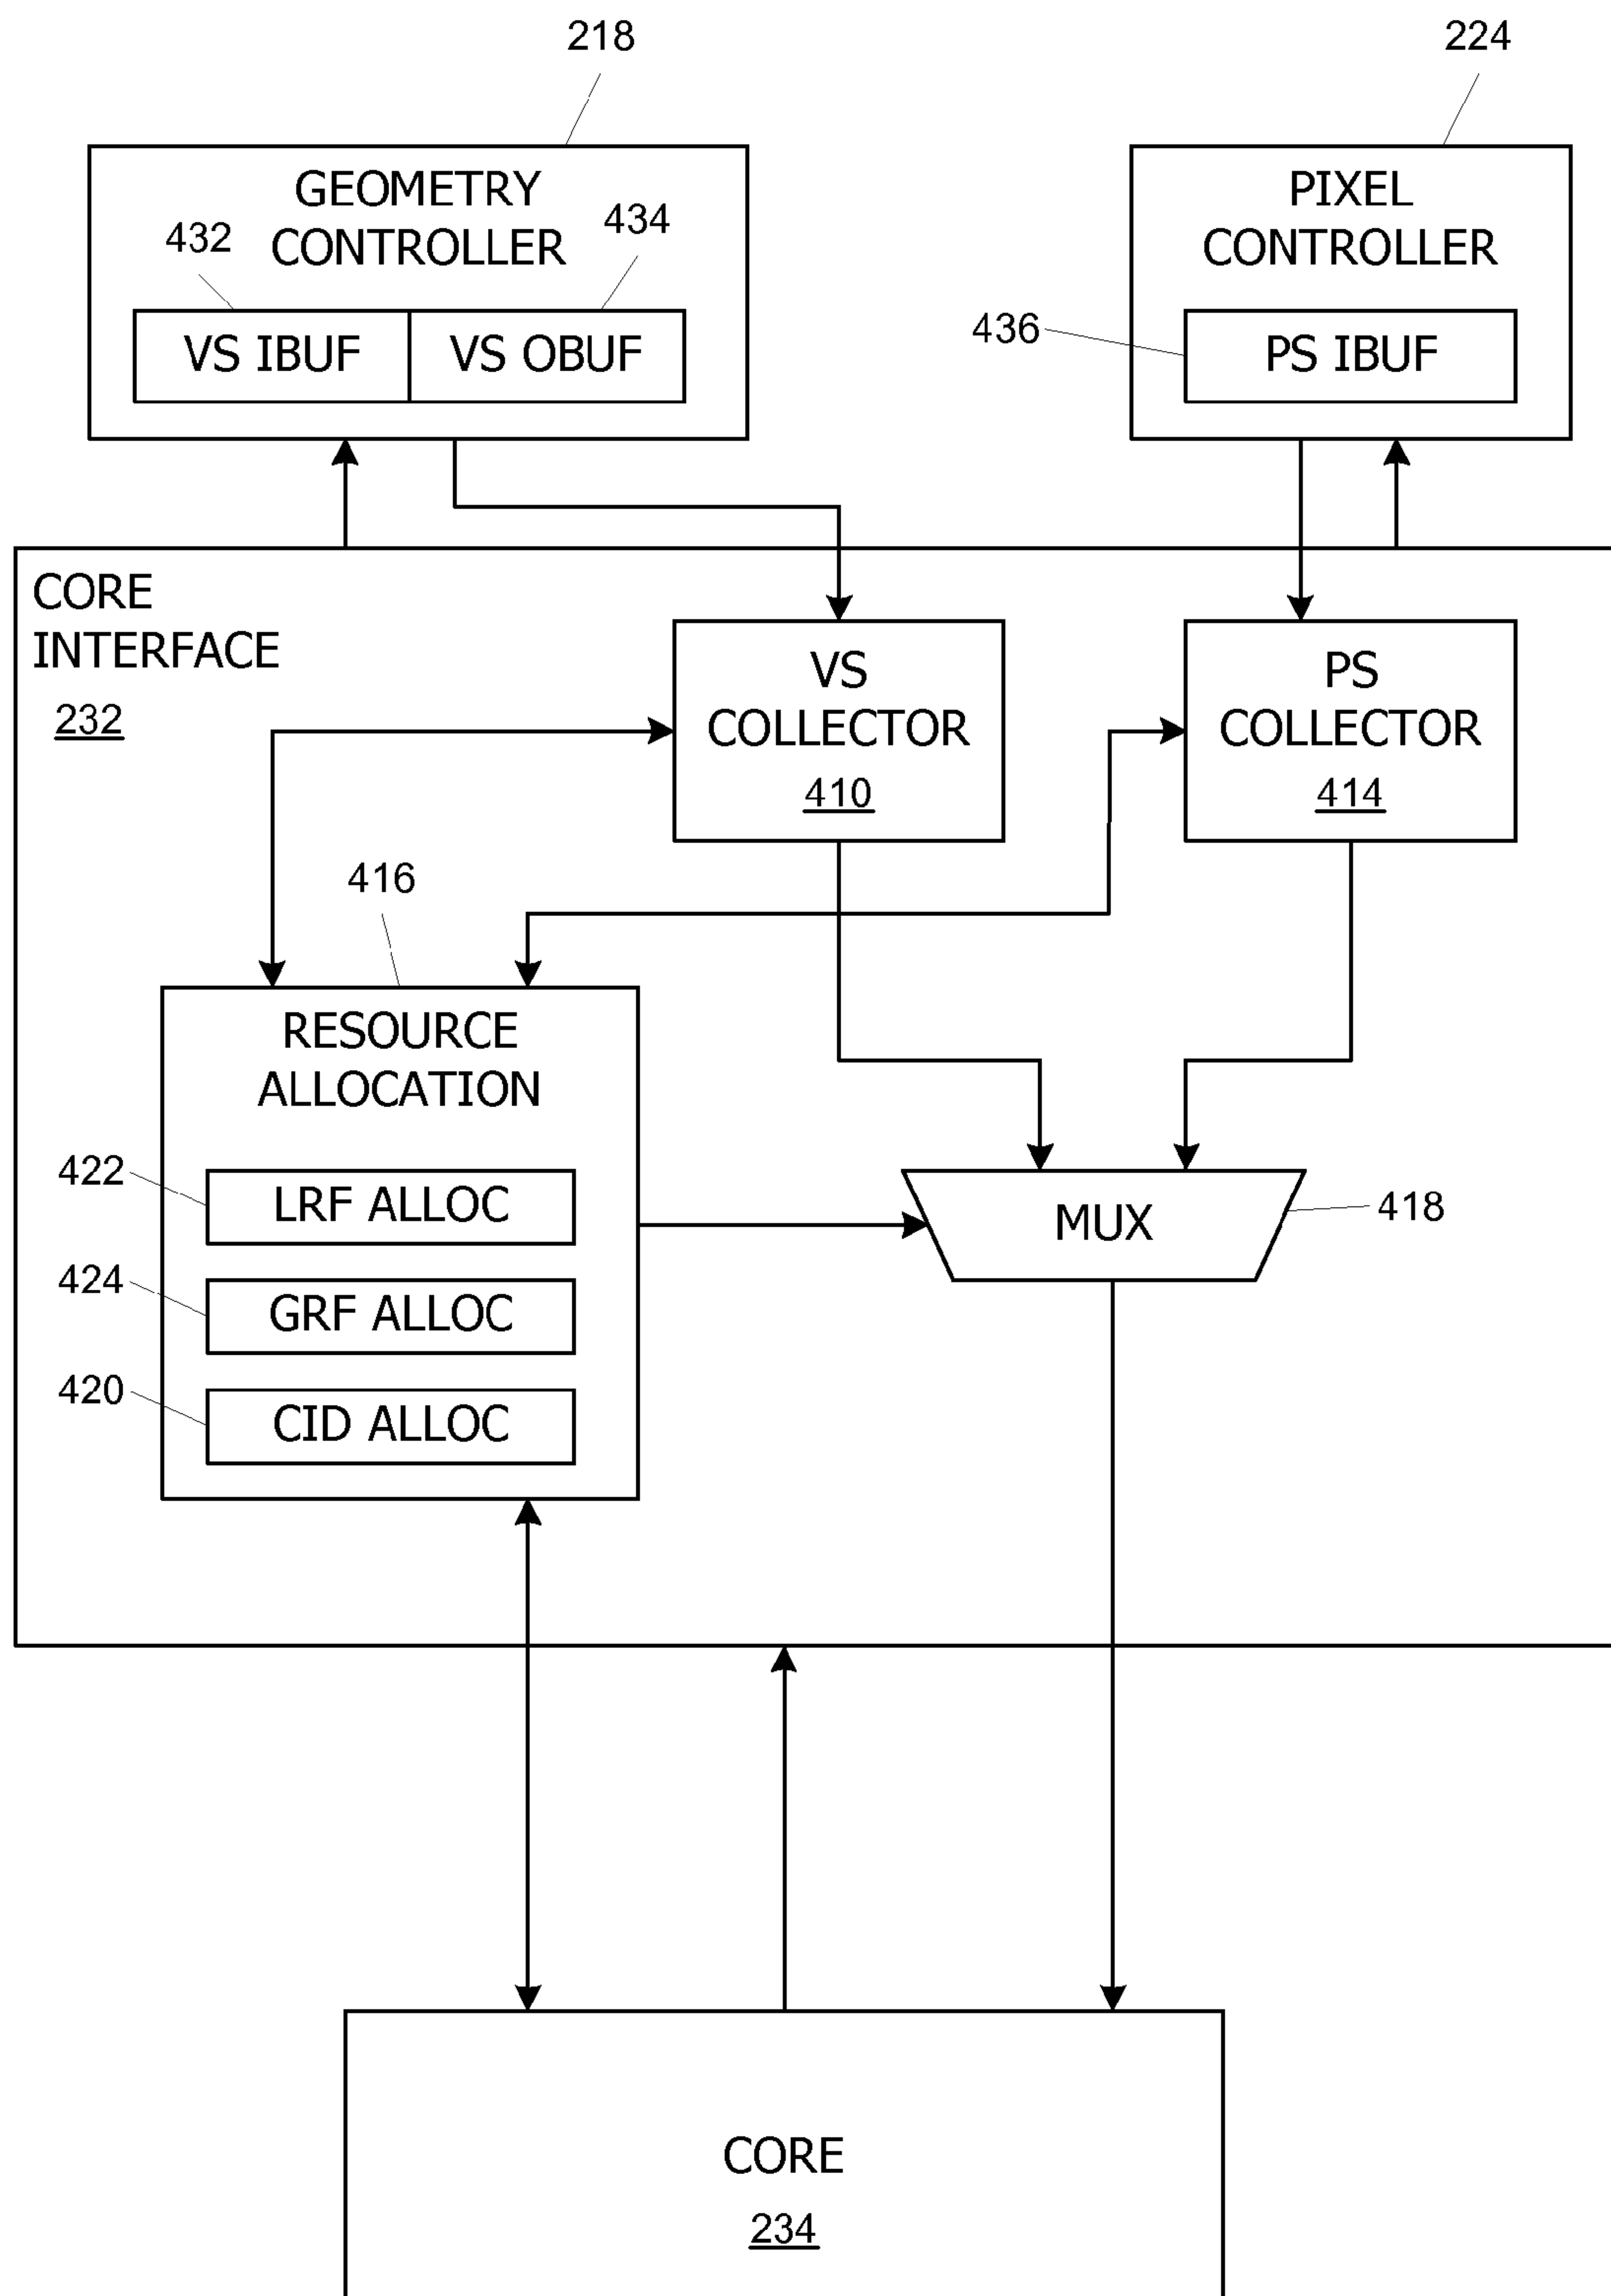 218
224
GEOMETRY
CONTROLLER
432
434
VS IBUF
VS OBUF
PIXEL
CONTROLLER
436
PS IBUF
CORE
INTERFACE
232
VS
COLLECTOR
410
PS
COLLECTOR
414
416
RESOURCE
ALLOCATION
422
LRF ALLOC
424
GRF ALLOC
420
CID ALLOC
MUX
418
CORE
234